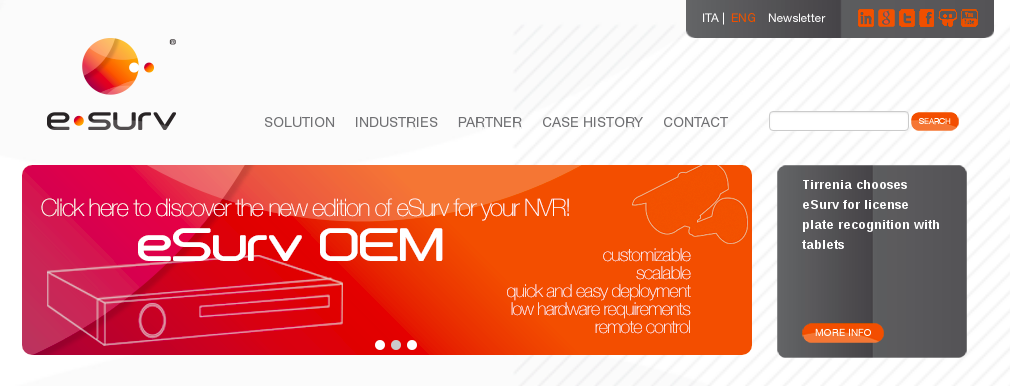 ITA | ENG Newsletter
e·surv
SOLUTION INDUSTRIES PARTNER CASE HISTORY CONTACT
SEARCH
Click here to discover the new edition of eSurv for your NVR!
eSurv OEM
customizable
scalable
quick and easy deployment
low hardware requirements
remote control
Tirrenia chooses
eSurv for license
plate recognition with
tablets
MORE INFO